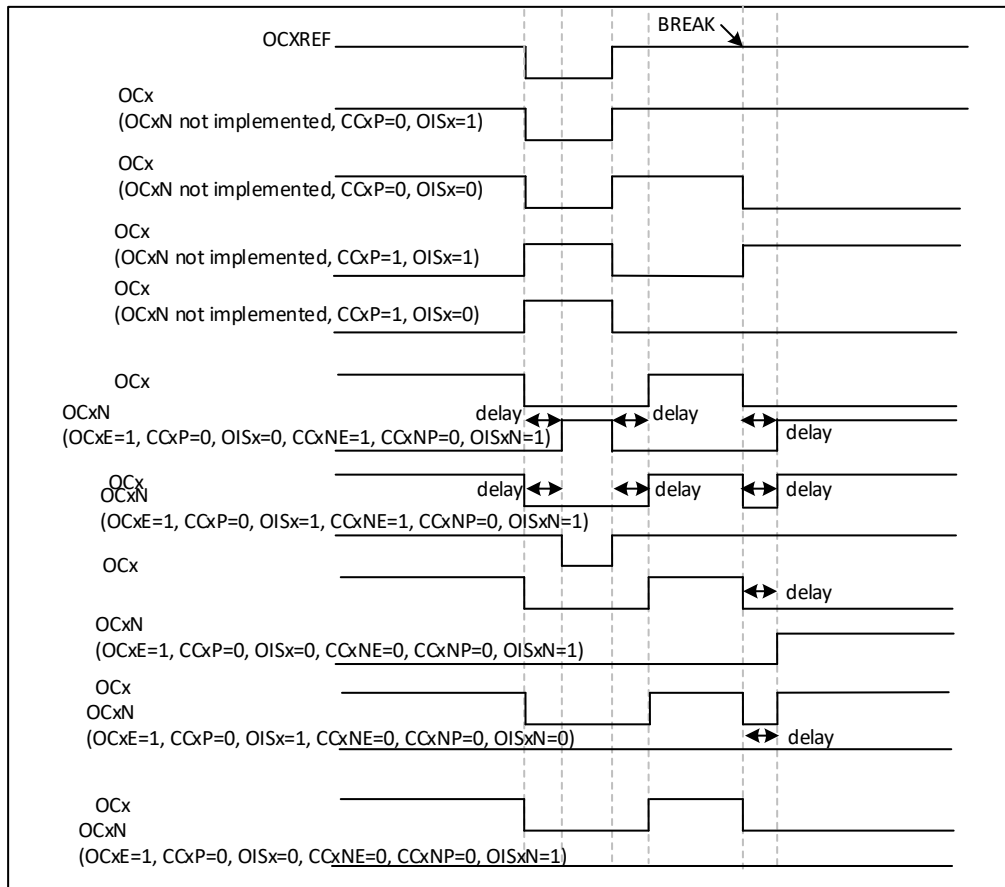 BREAK
OCXREF
OCx
(OCxN not implemented, CCxP=0, OISx=1)
OCx
(OCxN not implemented, CCxP=0, OISx=0)
OCx
(OCxN not implemented, CCxP=1, OISx=1)
OCx
(OCxN not implemented, CCxP=1, OISx=0)
OCx
OCxN
delay
delay
(OCxE=1, CCxP=0, OISx=0, CCxNE=1, CCxNP=0, OISxN=1)
delay
OCx
delay
delay
delay
OCxN
(OCxE=1, CCxP=0, OISx=1, CCxNE=1, CCxNP=0, OISxN=1)
OCx
delay
OCxN
(OCxE=1, CCxP=0, OISx=0, CCxNE=0, CCxNP=0, OISxN=1)
OCx
OCxN
(OCxE=1, CCxP=0, OISx=1, CCxNE=0, CCxNP=0, OISxN=0)
delay
OCx
OCxN
(OCxE=1, CCxP=0, OISx=0, CCxNE=0, CCxNP=0, OISxN=1)